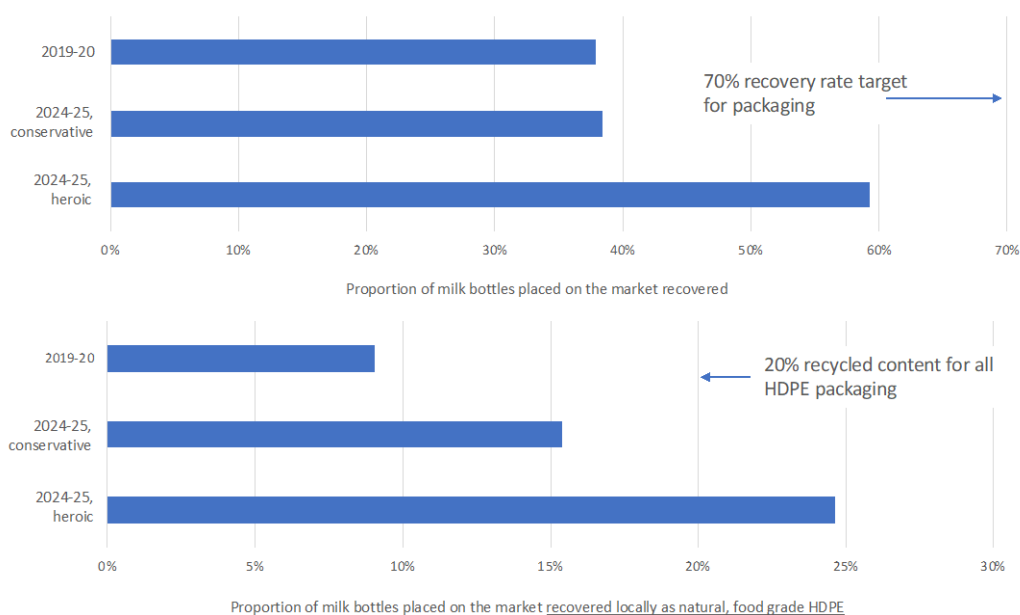 2019-20
70% recovery rate target
for packaging
2024-25,
conservative
2024-25,
heroic
0% 10% 20% 30% 40% 50% 60% 70%
Proportion of milk bottles placed on the market recovered
2019-20
20% recycled content for all
HDPE packaging
2024-25,
conservative
2024-25,
heroic
0% 5% 10% 15% 20% 25% 30%
Proportion of milk bottles placed on the market recovered locally as natural, food grade HDPE